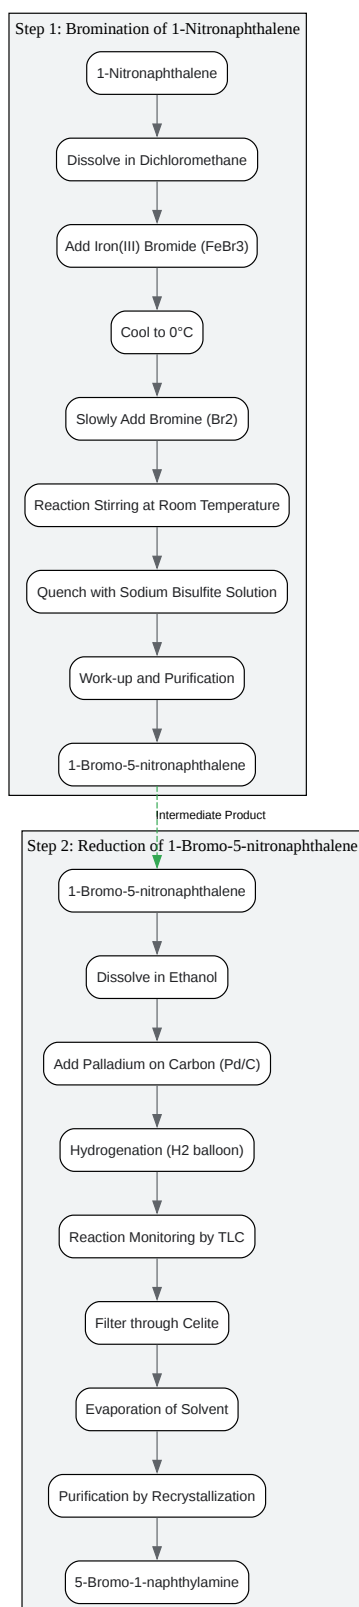 Step 1: Bromination of 1-Nitronaphthalene
1-Nitronaphthalene
Dissolve in Dichloromethane
Add Iron(III) Bromide (FeBr3)
Cool to 0°C
Slowly Add Bromine (Br2)
Reaction Stirring at Room Temperature
Quench with Sodium Bisulfite Solution
Work-up and Purification
1-Bromo-5-nitronaphthalene
Intermediate Product
Step 2: Reduction of 1-Bromo-5-nitronaphthalene
1-Bromo-5-nitronaphthalene
Dissolve in Ethanol
Add Palladium on Carbon (Pd/C)
Hydrogenation (H2 balloon)
Reaction Monitoring by TLC
Filter through Celite
Evaporation of Solvent
Purification by Recrystallization
5-Bromo-1-naphthylamine